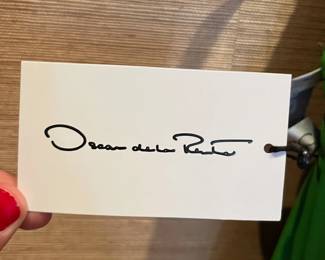 Oscar de la Renta